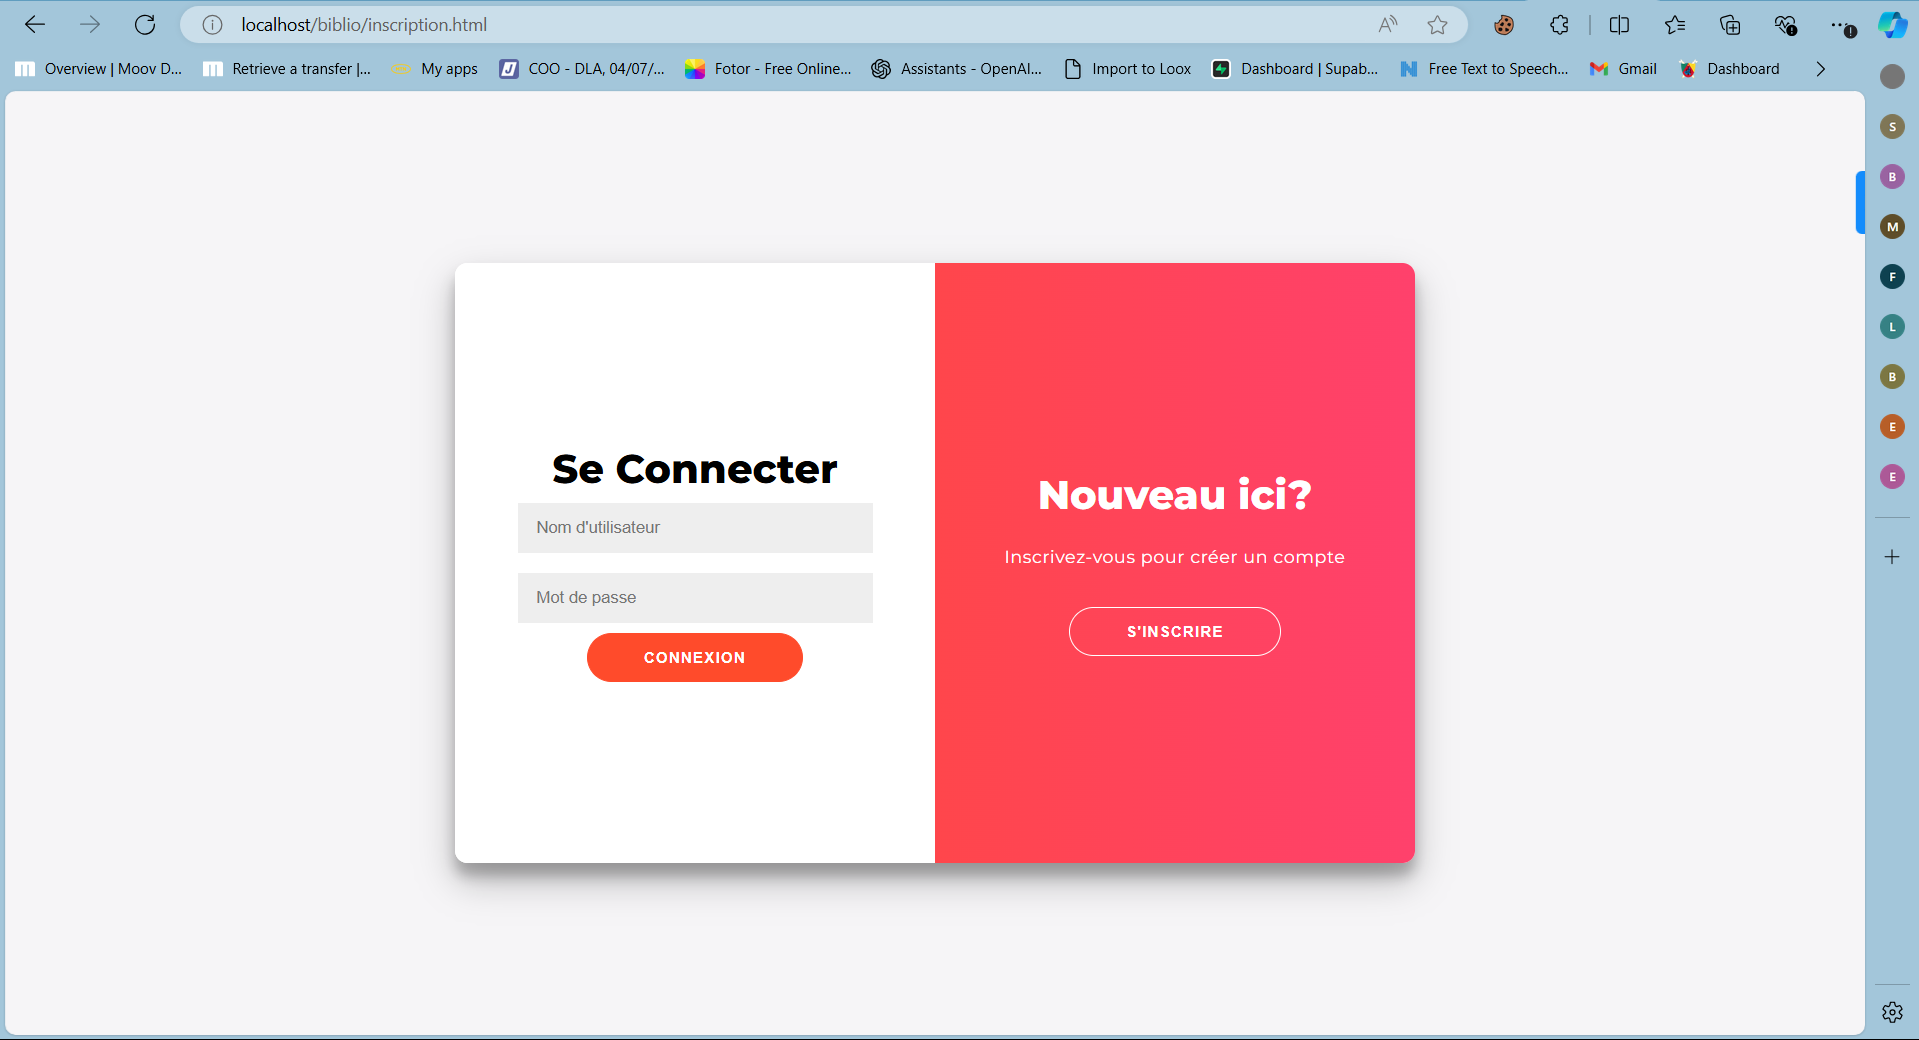 localhost/biblio/inscription.html
Overview | Moov D... Retrieve a transfer |... My apps COO - DLA, 04/07/... Fotor - Free Online... Assistants - OpenAI... Import to Loox Dashboard | Supab... Free Text to Speech... Gmail Dashboard
S
B
M
F
L
B
E
E
Se Connecter
Nom d'utilisateur
Mot de passe
CONNEXION
Nouveau ici?
Inscrivez-vous pour créer un compte
S'INSCRIRE